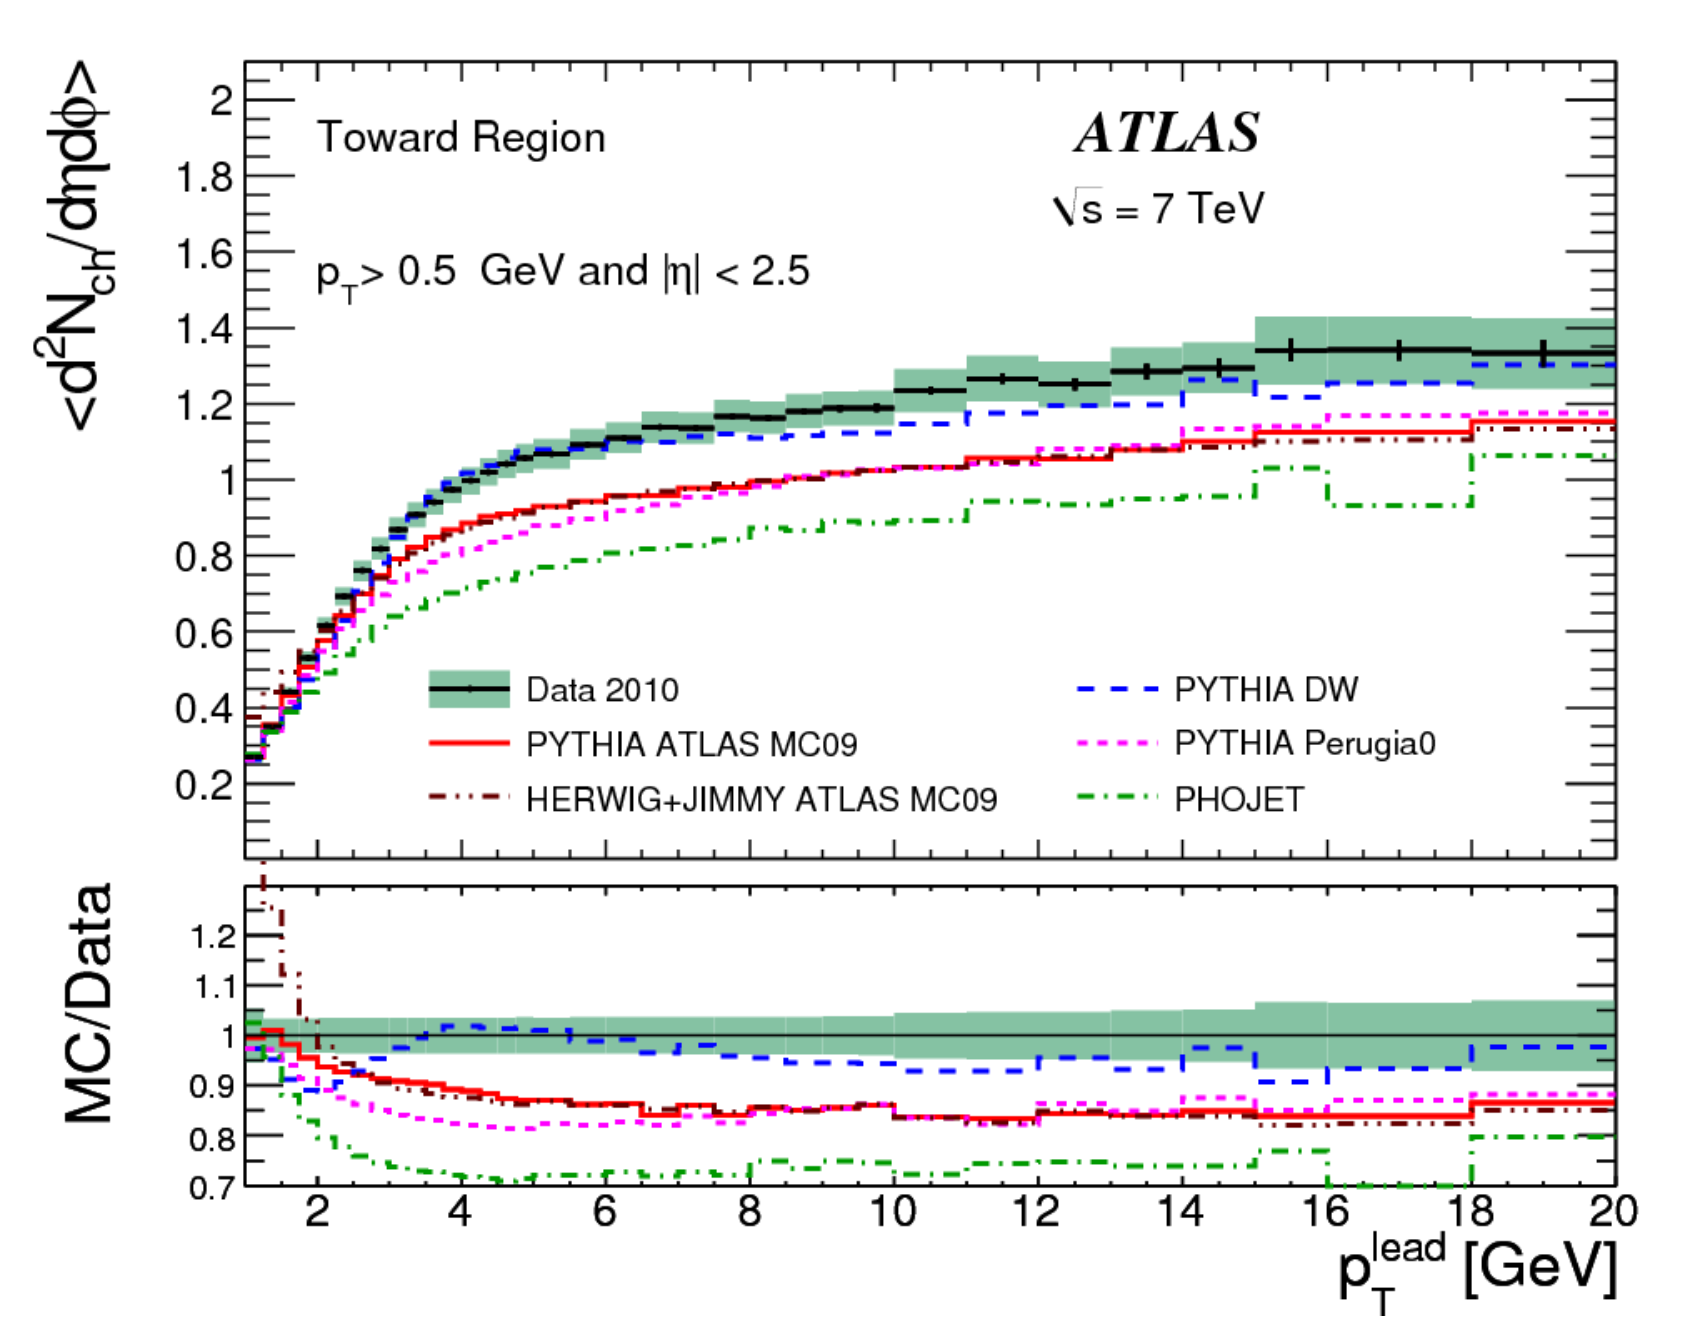 <d²N_ch/dηdϕ>
2
1.8
1.6
1.4
1.2
1
0.8
0.6
0.4
0.2
Toward Region
ATLAS
√s = 7 TeV
p_T> 0.5 GeV and |η| < 2.5
Data 2010
PYTHIA ATLAS MC09
HERWIG+JIMMY ATLAS MC09
PYTHIA DW
PYTHIA Perugia0
PHOJET
MC/Data
1.2
1.1
1
0.9
0.8
0.7
2 4 6 8 10 12 14 16 18 20
p_T^lead [GeV]